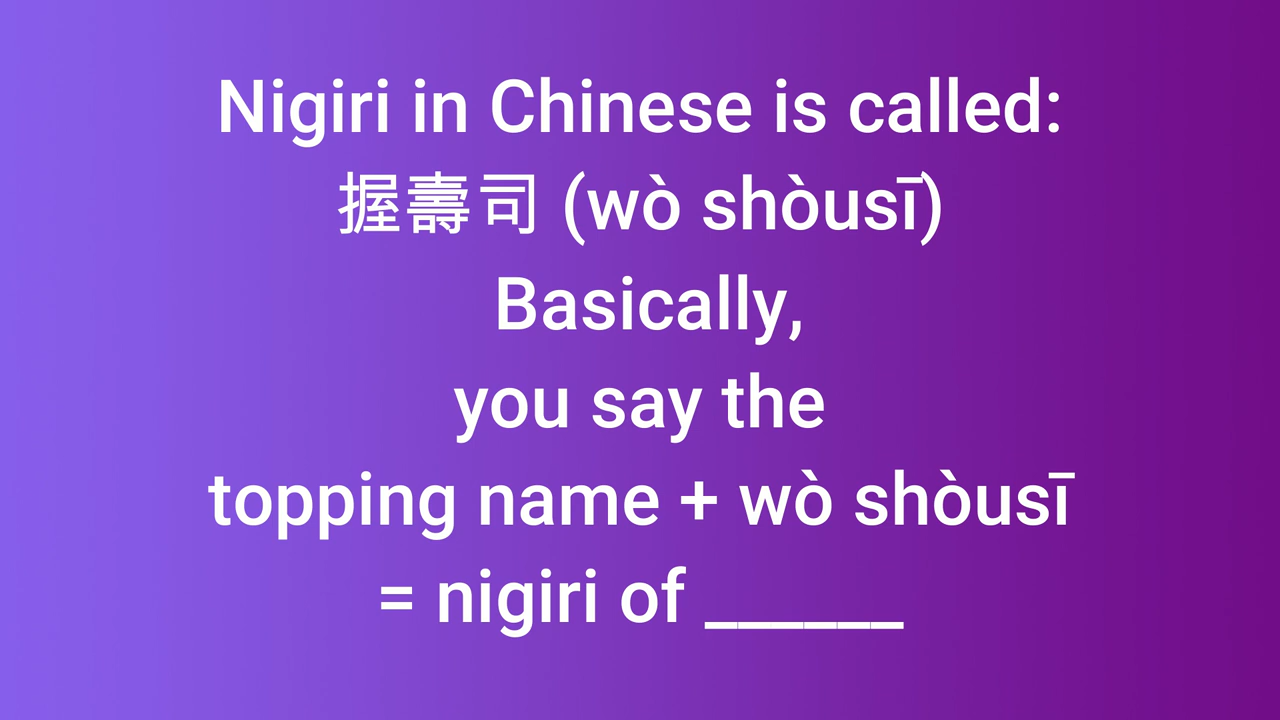 Nigiri in Chinese is called:
握壽司 (wò shòusī)
Basically,
you say the
topping name + wò shòusī
= nigiri of ______